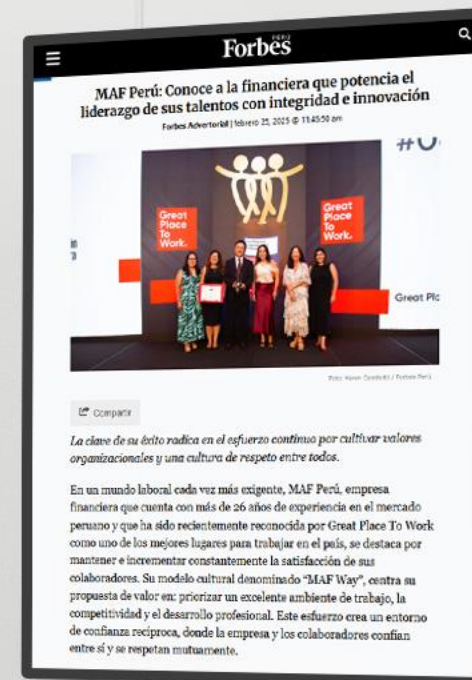 PERÚ
Forbes
MAF Perú: Conoce a la financiera que potencia el
liderazgo de sus talentos con integridad e innovación
Forbes Advertorial | febrero 25, 2025 @ 11:45:50 am
#
Great
Place
To
Work.
Great
Place
To
Work.
Great Plc
Foto: / Forbes Perú
Compartir
La clave de su éxito radica en el esfuerzo continuo por cultivar valores
organizacionales y una cultura de respeto entre todos.
En un mundo laboral cada vez más exigente, MAF Perú, empresa
financiera que cuenta con más de 26 años de experiencia en el mercado
peruano y que ha sido recientemente reconocida por Great Place To Work
como uno de los mejores lugares para trabajar en el país, se destaca por
mantener e incrementar constantemente la satisfacción de sus
colaboradores. Su modelo cultural denominado “MAF Way”, centra su
propuesta de valor en: priorizar un excelente ambiente de trabajo, la
competitividad y el desarrollo profesional. Este esfuerzo crea un entorno
de confianza recíproca, donde la empresa y los colaboradores confían
entre sí y se respetan mutuamente.